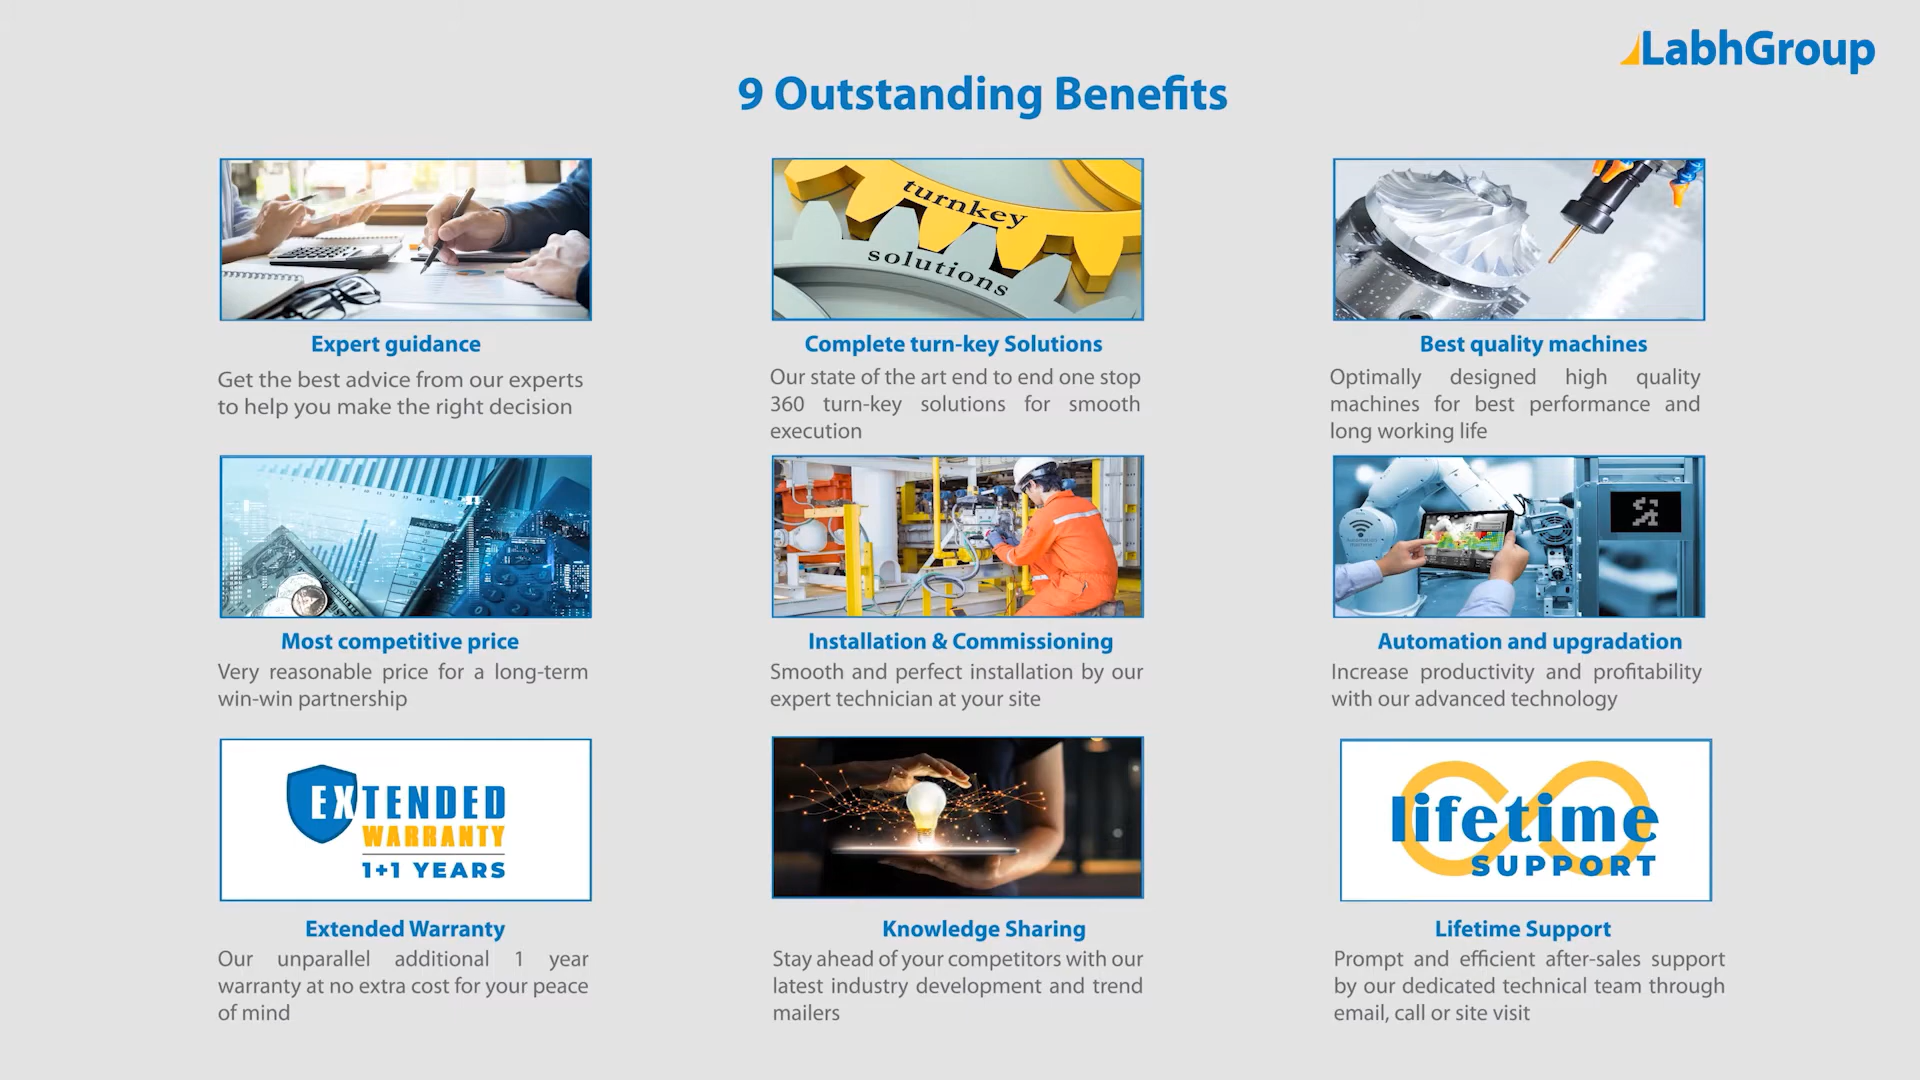 LabhGroup
9 Outstanding Benefits
turnkey
solutions
Expert guidance
Get the best advice from our experts
to help you make the right decision
Complete turn-key Solutions
Our state of the art end to end one stop
360 turn-key solutions for smooth
execution
Best quality machines
Optimally designed high quality
machines for best performance and
long working life
Most competitive price
Very reasonable price for a long-term
win-win partnership
Installation & Commissioning
Smooth and perfect installation by our
expert technician at your site
Automation and upgradation
Increase productivity and profitability
with our advanced technology
EXTENDED
WARRANTY
1+1 YEARS
Extended Warranty
Our unparallel additional 1 year
warranty at no extra cost for your peace
of mind
Knowledge Sharing
Stay ahead of your competitors with our
latest industry development and trend
mailers
lifetime
SUPPORT
Lifetime Support
Prompt and efficient after-sales support
by our dedicated technical team through
email, call or site visit